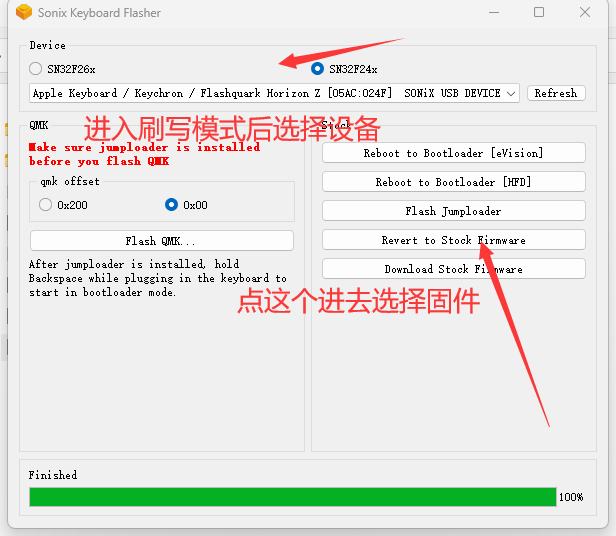 Sonix Keyboard Flasher
Device
SN32F26x
SN32F24x
Apple Keyboard / Keychron / Flashquark Horizon Z [05AC:024F] SONiX USB DEVICE
Refresh
进入刷写模式后选择设备
QMK
Make sure jumploader is installed
before you flash QMK
qmk offset
0x200
0x00
Flash QMK...
After jumploader is installed, hold
Backspace while plugging in the keyboard to
start in bootloader mode.
Stock
Reboot to Bootloader [eVision]
Reboot to Bootloader [HFD]
Flash Jumploader
Revert to Stock Firmware
Download Stock Firmware
点这个进去选择固件
Finished
100%